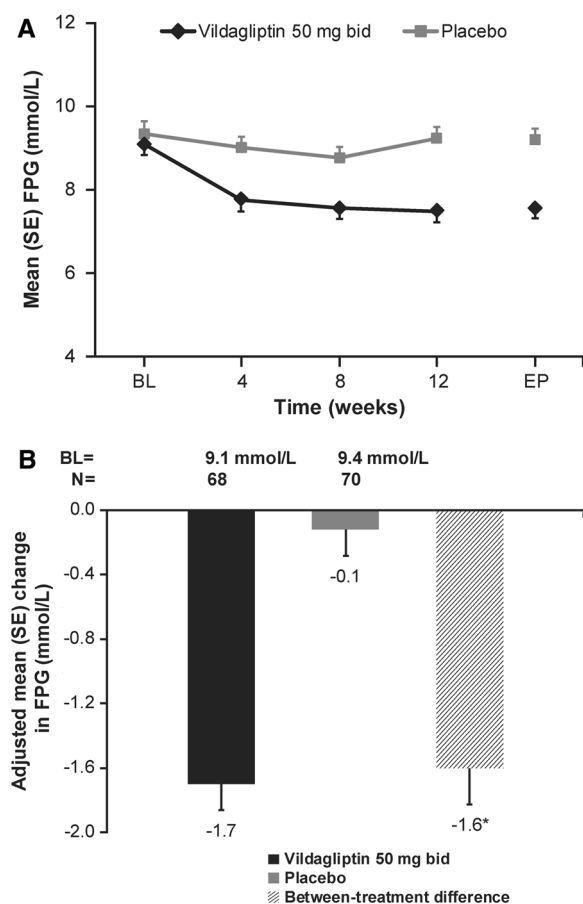 A
Vildagliptin 50 mg bid
Placebo
Mean (SE) FPG (mmol/L)
12
10
8
6
4
BL
4
8
12
EP
Time (weeks)
B
BL= 9.1 mmol/L 9.4 mmol/L
N= 68 70
Adjusted mean (SE) change
in FPG (mmol/L)
0.0
-0.4
-0.8
-1.2
-1.6
-2.0
-1.7
-0.1
-1.6*
Vildagliptin 50 mg bid
Placebo
Between-treatment difference